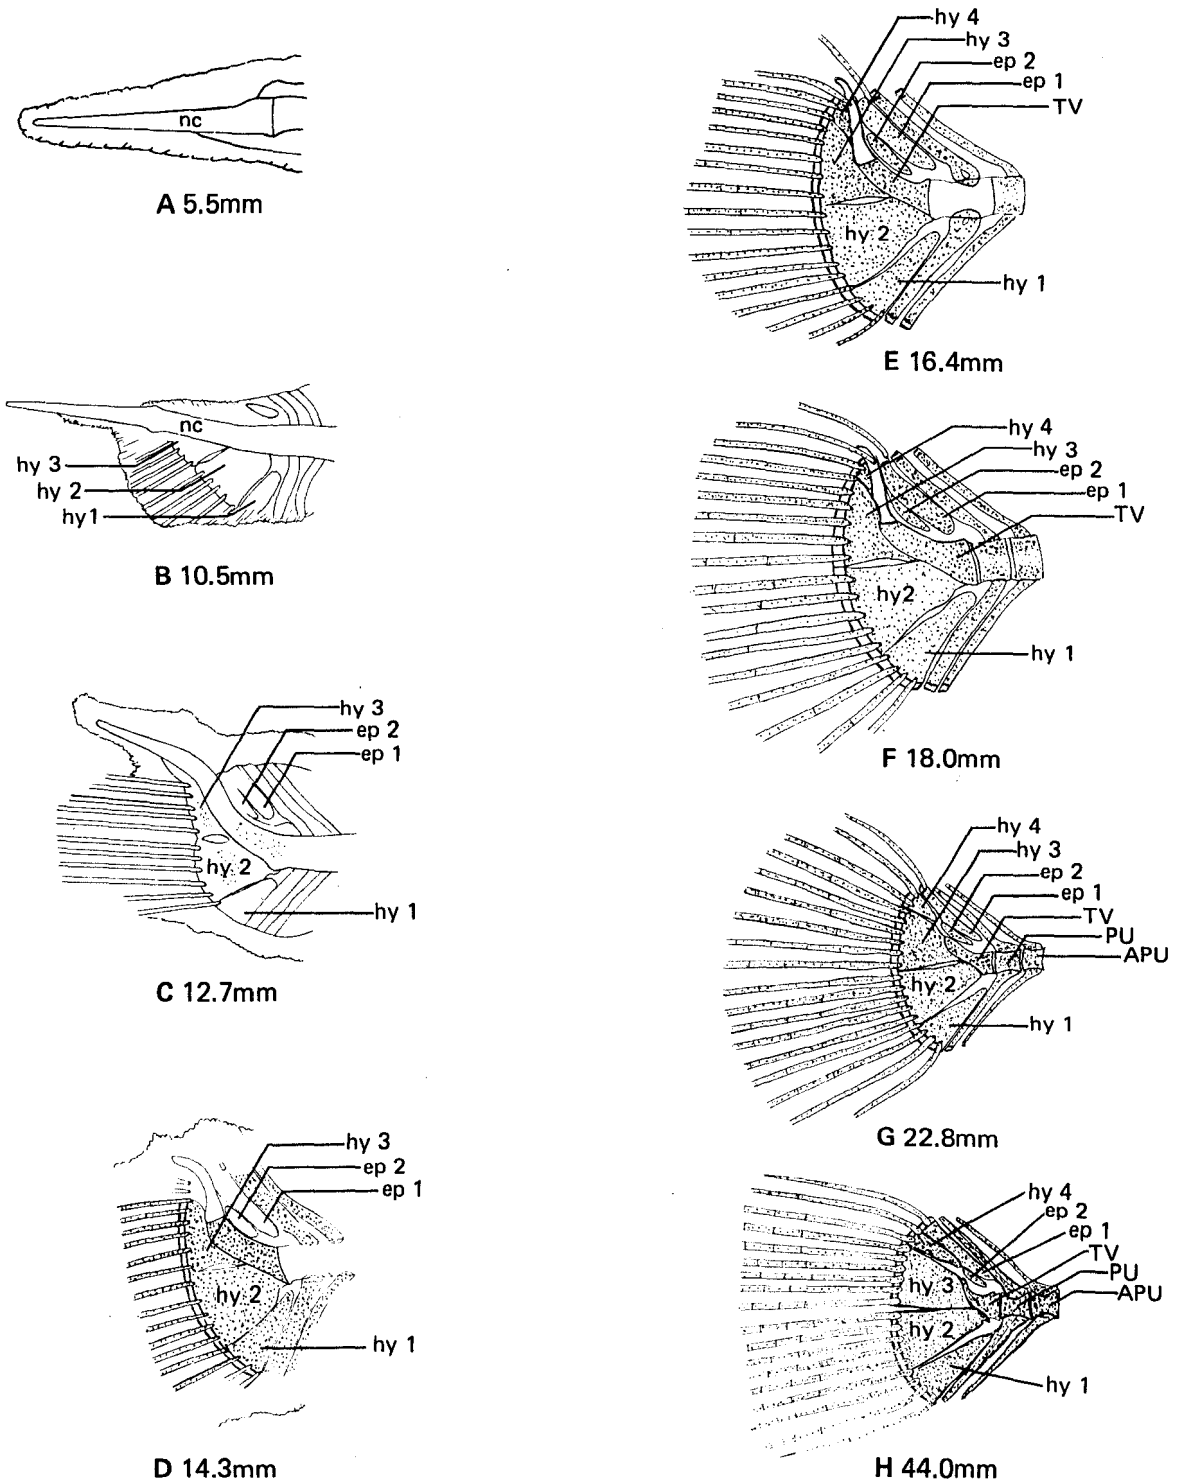 nc
A 5.5mm
nc
hy 3
hy 2
hy1
B 10.5mm
hy 3
ep 2
ep 1
hy 2
hy 1
C 12.7mm
hy 3
ep 2
ep 1
hy 2
hy 1
D 14.3mm
hy 4
hy 3
ep 2
ep 1
TV
hy 2
hy 1
E 16.4mm
hy 4
hy 3
ep 2
ep 1
TV
hy2
hy 1
F 18.0mm
hy 4
hy 3
ep 2
ep 1
TV
PU
APU
hy 2
hy 1
G 22.8mm
hy 4
ep 2
ep 1
TV
PU
APU
hy 3
hy 2
hy 1
H 44.0mm